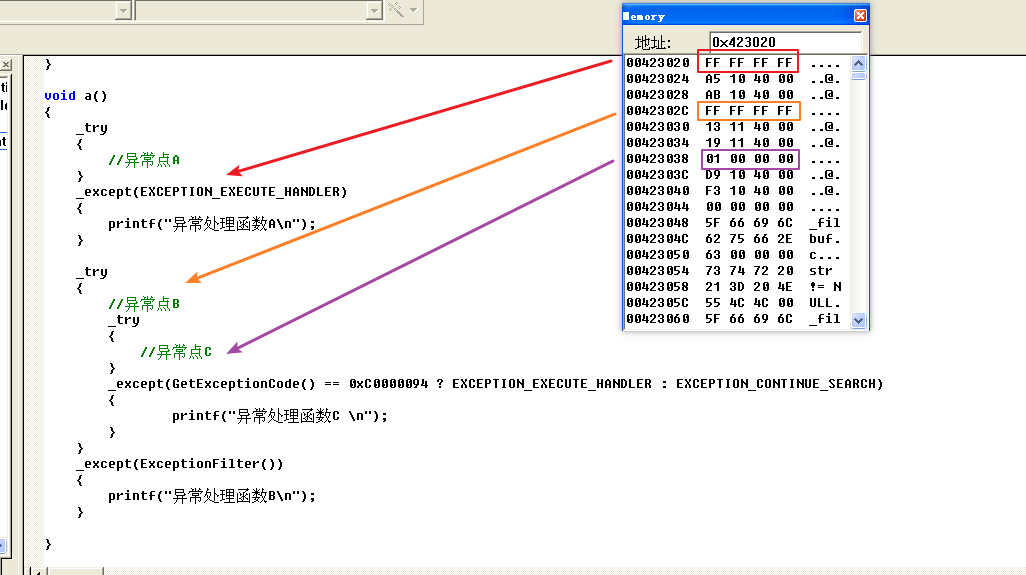 }
void a()
{
_try
{
//异常点A
}
_except(EXCEPTION_EXECUTE_HANDLER)
{
printf("异常处理函数A\n");
}
_try
{
//异常点B
_try
{
//异常点C
}
_except(GetExceptionCode() == 0xC0000094 ? EXCEPTION_EXECUTE_HANDLER : EXCEPTION_CONTINUE_SEARCH)
{
printf("异常处理函数C \n");
}
}
_except(ExceptionFilter())
{
printf("异常处理函数B\n");
}
}
Memory
地址: 0x423020
00423020 FF FF FF FF ....
00423024 A5 10 40 00 ..@.
00423028 AB 10 40 00 ..@.
0042302C FF FF FF FF ....
00423030 13 11 40 00 ..@.
00423034 19 11 40 00 ..@.
00423038 01 00 00 00 ....
0042303C D9 10 40 00 ..@.
00423040 F3 10 40 00 ..@.
00423044 00 00 00 00 ....
00423048 5F 66 69 6C _fil
0042304C 62 75 66 2E buf.
00423050 63 00 00 00 c...
00423054 73 74 72 20 str
00423058 21 3D 20 4E != N
0042305C 55 4C 4C 00 ULL.
00423060 5F 66 69 6C _fil